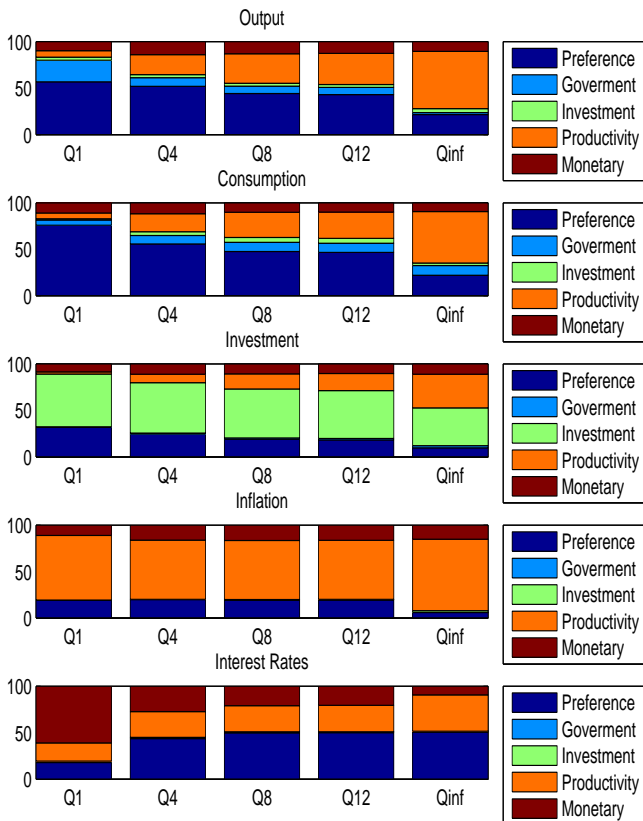 Output
100
50
0
Q1 Q4 Q8 Q12 Qinf
Preference
Goverment
Investment
Productivity
Monetary
Consumption
100
50
0
Q1 Q4 Q8 Q12 Qinf
Preference
Goverment
Investment
Productivity
Monetary
Investment
100
50
0
Q1 Q4 Q8 Q12 Qinf
Preference
Goverment
Investment
Productivity
Monetary
Inflation
100
50
0
Q1 Q4 Q8 Q12 Qinf
Preference
Goverment
Investment
Productivity
Monetary
Interest Rates
100
50
0
Q1 Q4 Q8 Q12 Qinf
Preference
Goverment
Investment
Productivity
Monetary